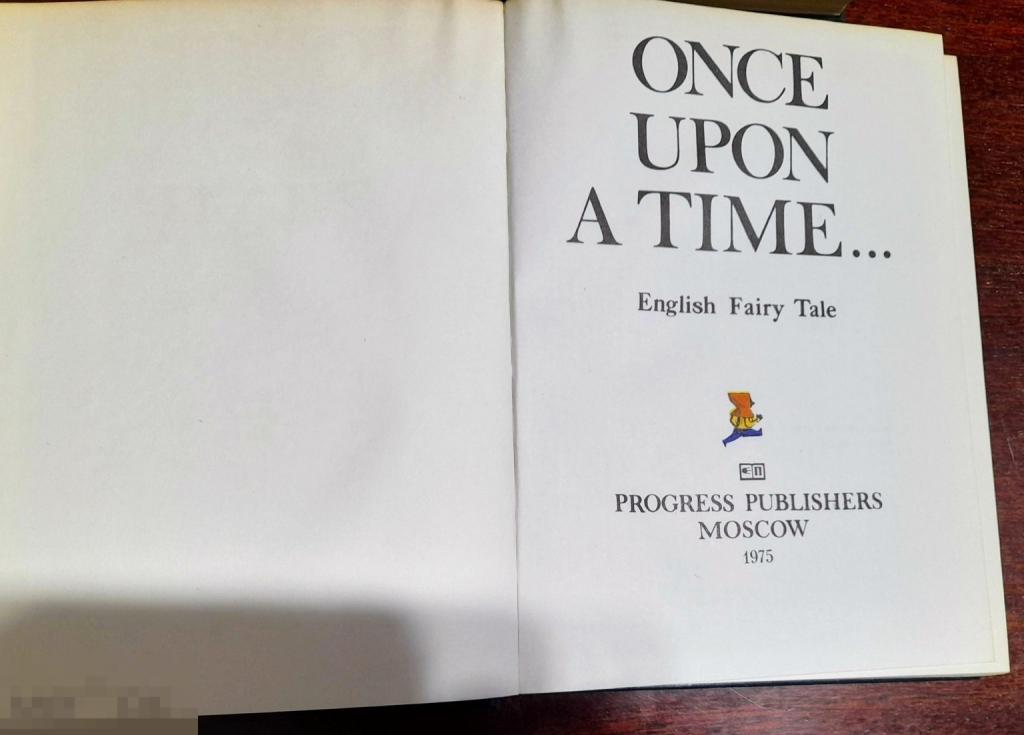 ONCE
UPON
A TIME...
English Fairy Tale
PROGRESS PUBLISHERS
MOSCOW
1975